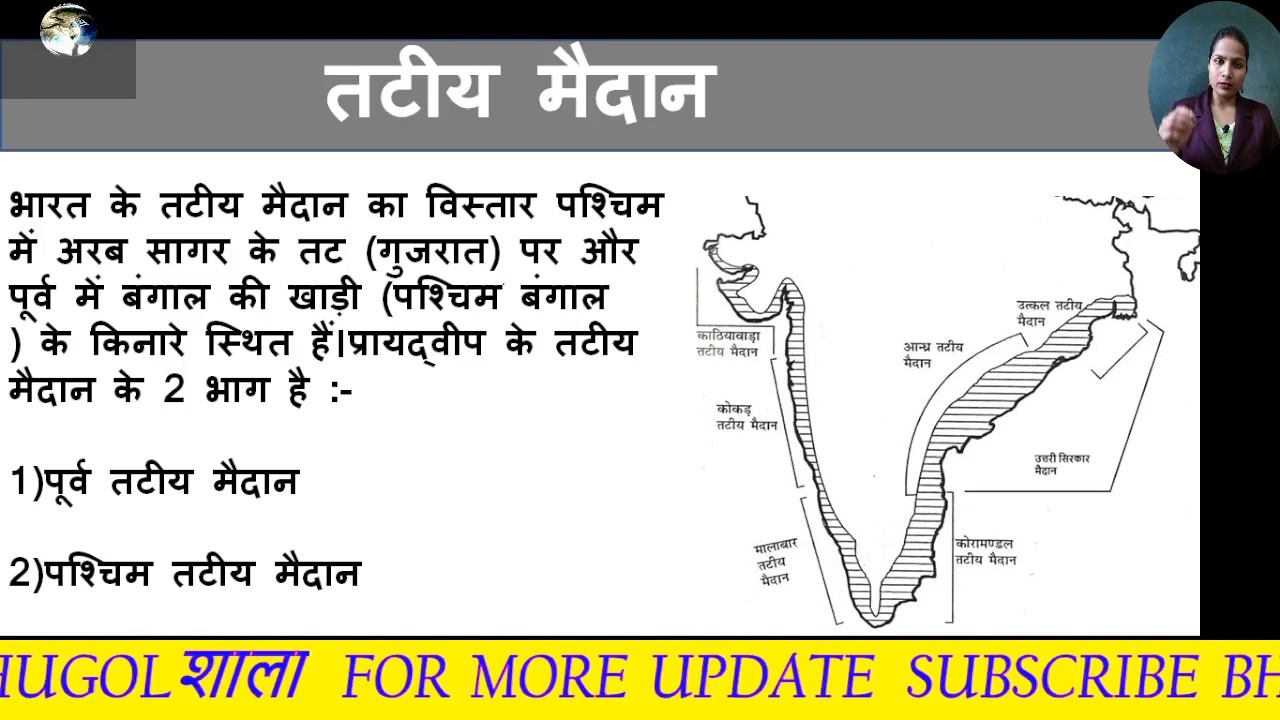 तटीय मैदान
भारत के तटीय मैदान का विस्तार पश्चिम
में अरब सागर के तट (गुजरात) पर और
पूर्व में बंगाल की खाड़ी (पश्चिम बंगाल
) के किनारे स्थित हैं।प्रायद्वीप के तटीय
मैदान के 2 भाग है :-
1)पूर्व तटीय मैदान
2)पश्चिम तटीय मैदान
उत्कल तटीय
मैदान
काठियावाड़ा
तटीय मैदान
आन्ध्र तटीय
मैदान
कोकड़
तटीय मैदान
उत्तरी सिरकार
मैदान
मालाबार
तटीय
मैदान
कोरामण्डल
तटीय मैदान
HUGOL शाला FOR MORE UPDATE SUBSCRIBE BH